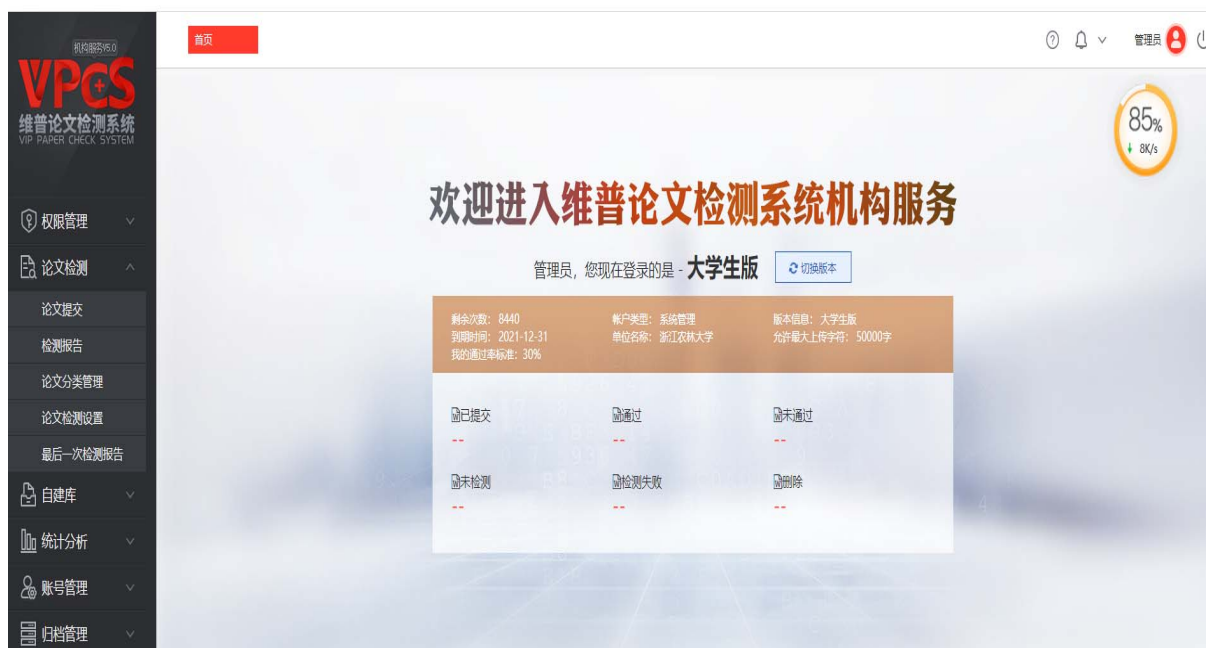 机构服务V5.0
VPCS
维普论文检测系统
VIP PAPER CHECK SYSTEM
首页
管理员
85%
8K/s
权限管理
论文检测
论文提交
检测报告
论文分类管理
论文检测设置
最后一次检测报告
自建库
统计分析
账号管理
归档管理
欢迎进入维普论文检测系统机构服务
管理员，您现在登录的是 - 大学生版 切换版本
剩余次数： 8440 帐户类型： 系统管理 版本信息： 大学生版
到期时间： 2021-12-31 单位名称： 浙江农林大学 允许最大上传字符： 50000字
我的通过率标准：30%
已提交 通过 未通过
-- -- --
未检测 检测失败 删除
-- -- --